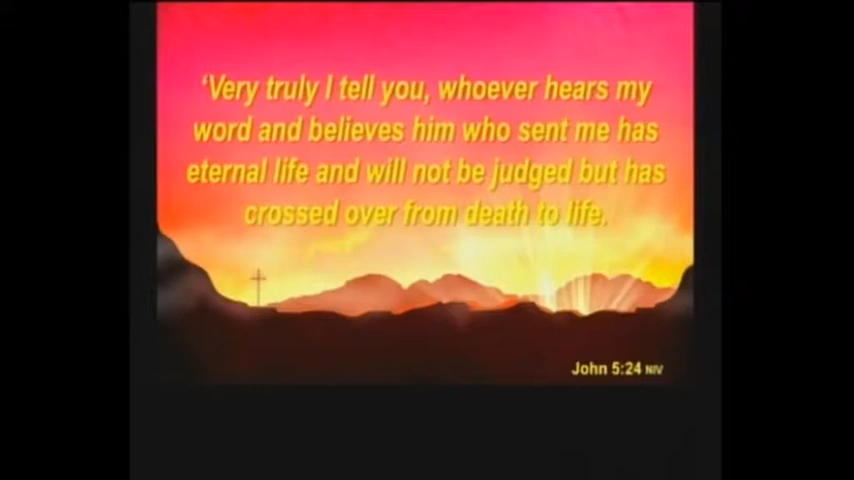 ‘Very truly I tell you, whoever hears my
word and believes him who sent me has
eternal life and will not be judged but has
crossed over from death to life.
John 5:24 NIV